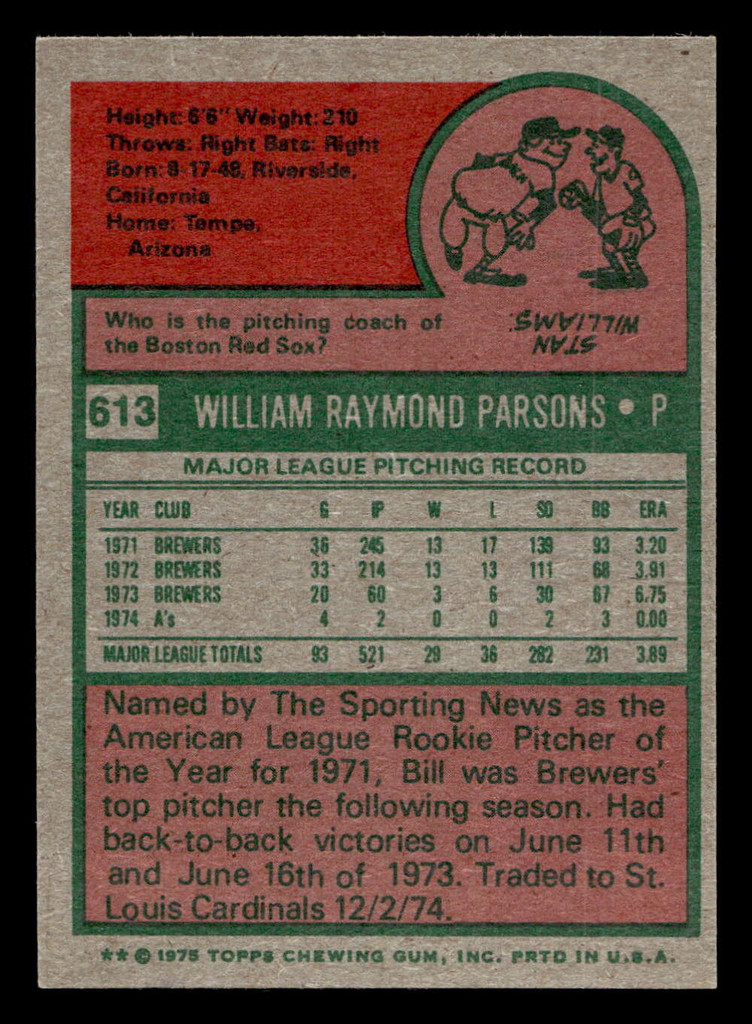 Height: 6'6" Weight: 210
Throws: Right Bats: Right
Born: 8-17-48, Riverside,
California
Home: Tempe,
Arizona
Who is the pitching coach of
the Boston Red Sox?
STAN
WILLIAMS.
613 WILLIAM RAYMOND PARSONS • P
MAJOR LEAGUE PITCHING RECORD
YEAR CLUB G IP W L SO BB ERA
1971 BREWERS 36 245 13 17 139 93 3.20
1972 BREWERS 33 214 13 13 111 68 3.91
1973 BREWERS 20 60 3 6 30 67 6.75
1974 A's 4 2 0 0 2 3 0.00
MAJOR LEAGUE TOTALS 93 521 29 36 282 231 3.89
Named by The Sporting News as the
American League Rookie Pitcher of
the Year for 1971, Bill was Brewers'
top pitcher the following season. Had
back-to-back victories on June 11th
and June 16th of 1973. Traded to St.
Louis Cardinals 12/2/74.
** © 1975 TOPPS CHEWING GUM, INC. PRTD IN U.S.A.